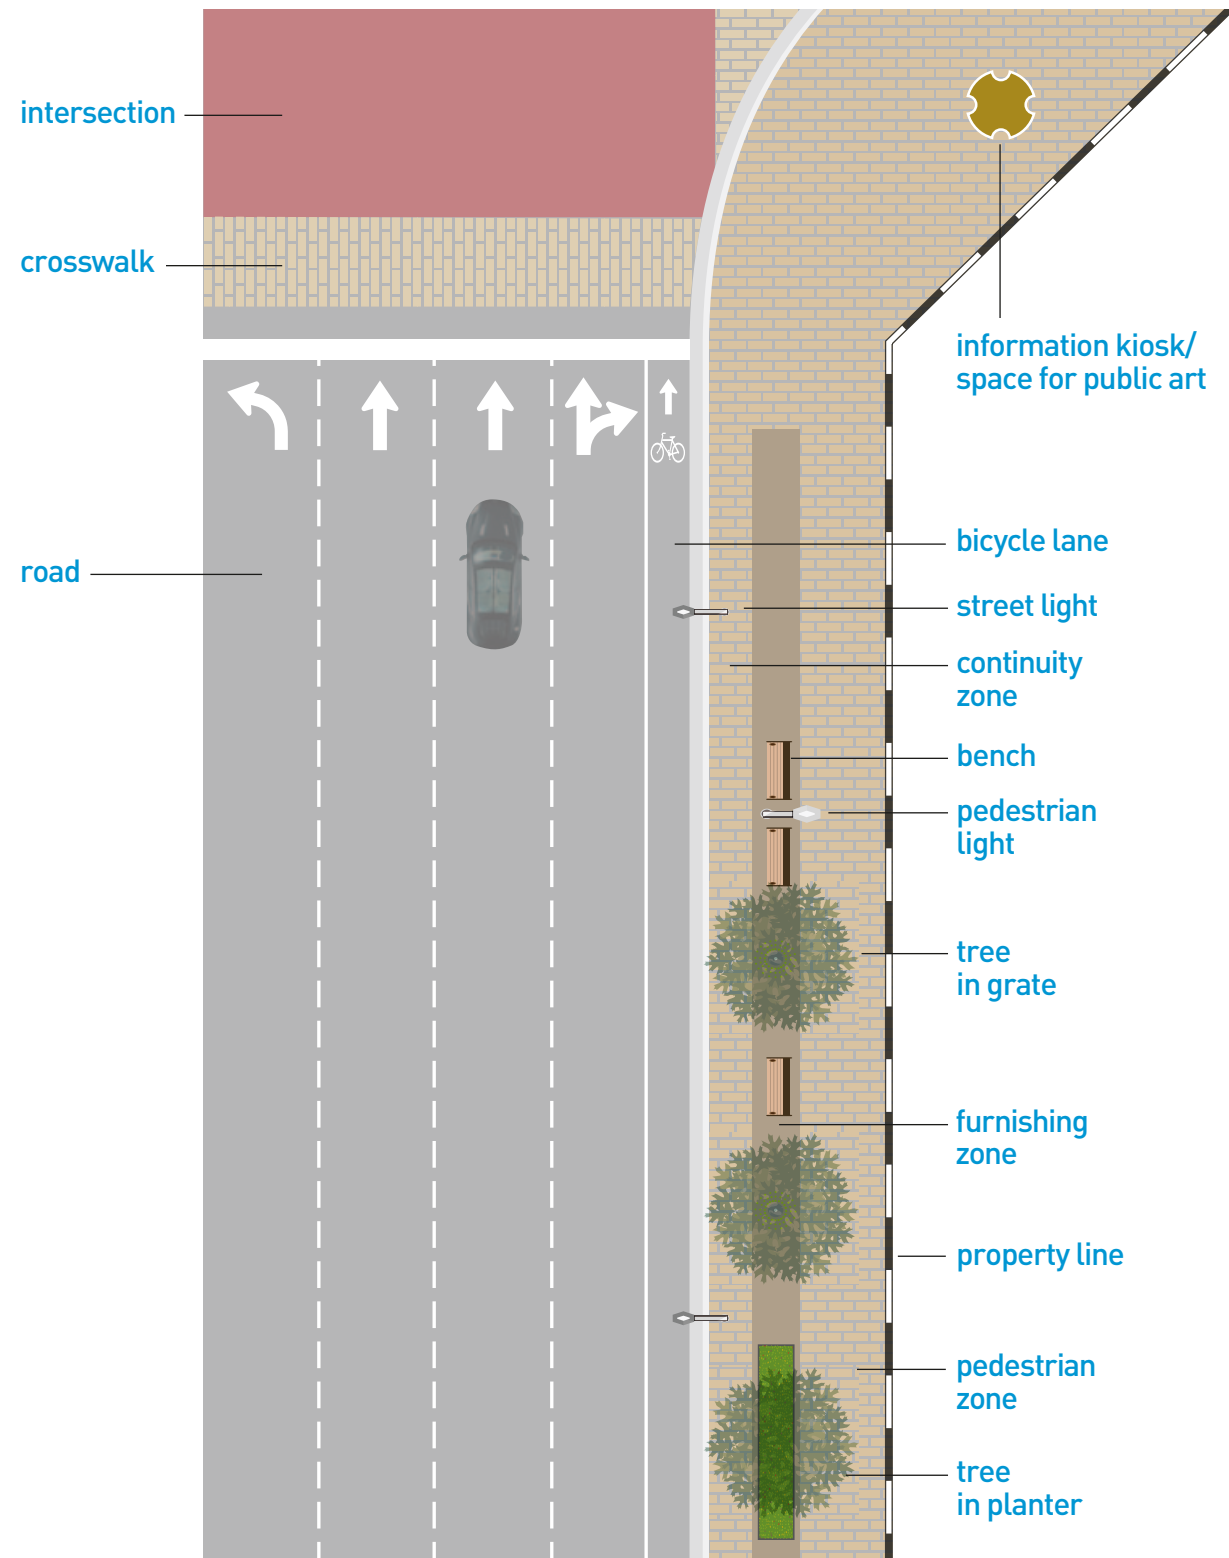 intersection
crosswalk
information kiosk/
space for public art
road
bicycle lane
street light
continuity
zone
bench
pedestrian
light
tree
in grate
furnishing
zone
property line
pedestrian
zone
tree
in planter